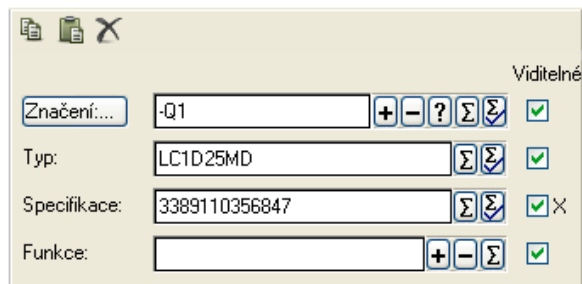 Viditelné
Značení:... -Q1 + - ? Σ Σ
Typ: LC1D25MD Σ Σ
Specifikace: 3389110356847 Σ Σ X
Funkce: + - Σ